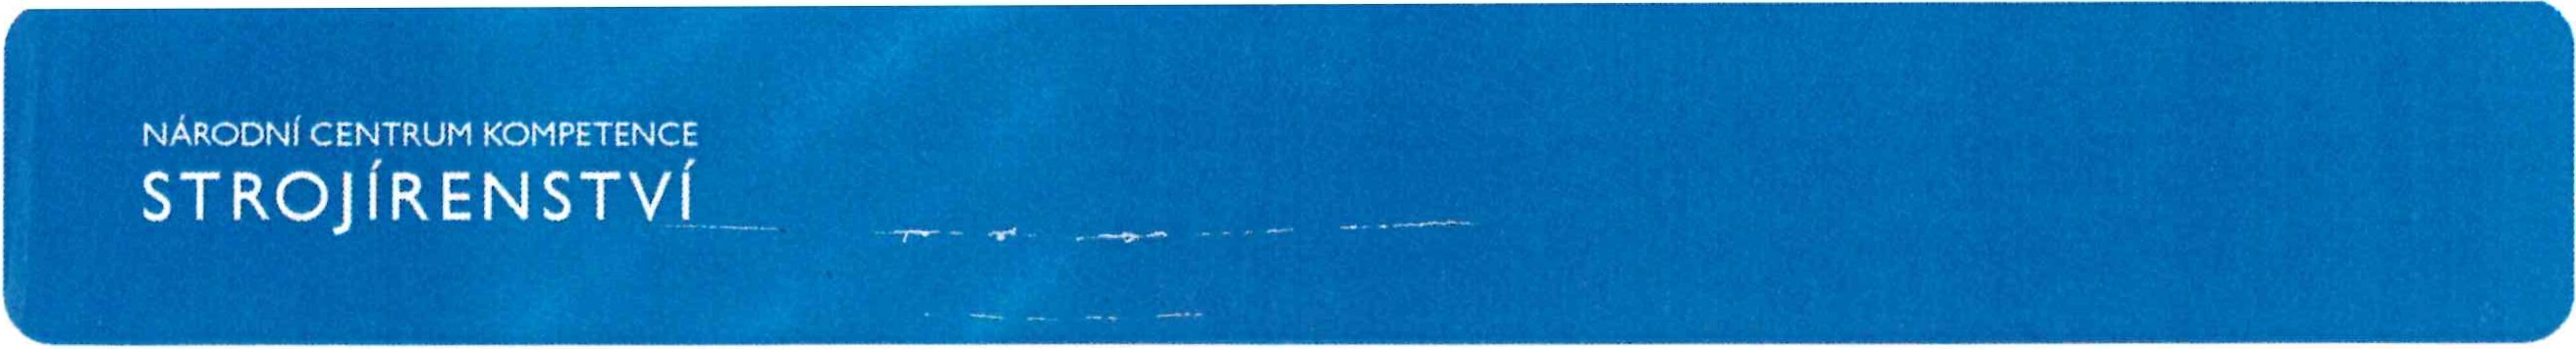 NÁRODNÍ CENTRUM KOMPETENCE
STROJÍRENSTVÍ